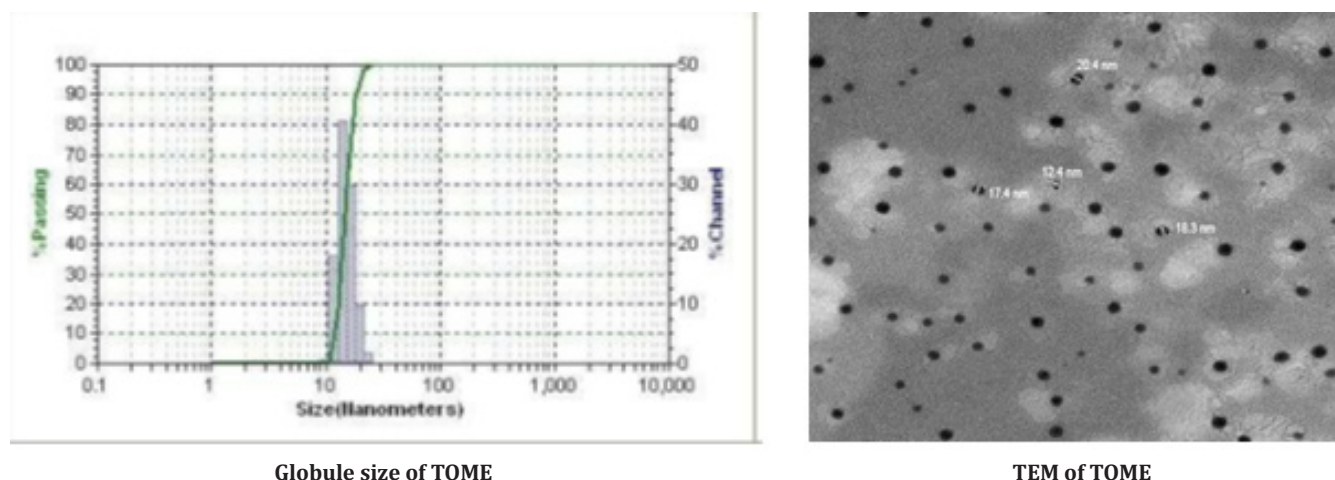 100
90
80
70
60
50
40
30
20
10
0
%Passing
50
40
30
20
10
0
%Channel
0.1 1 10 100 1,000 10,000
Size(Nanometers)
20.4 nm
12.4 nm
17.4 nm
18.3 nm
Globule size of TOME
TEM of TOME